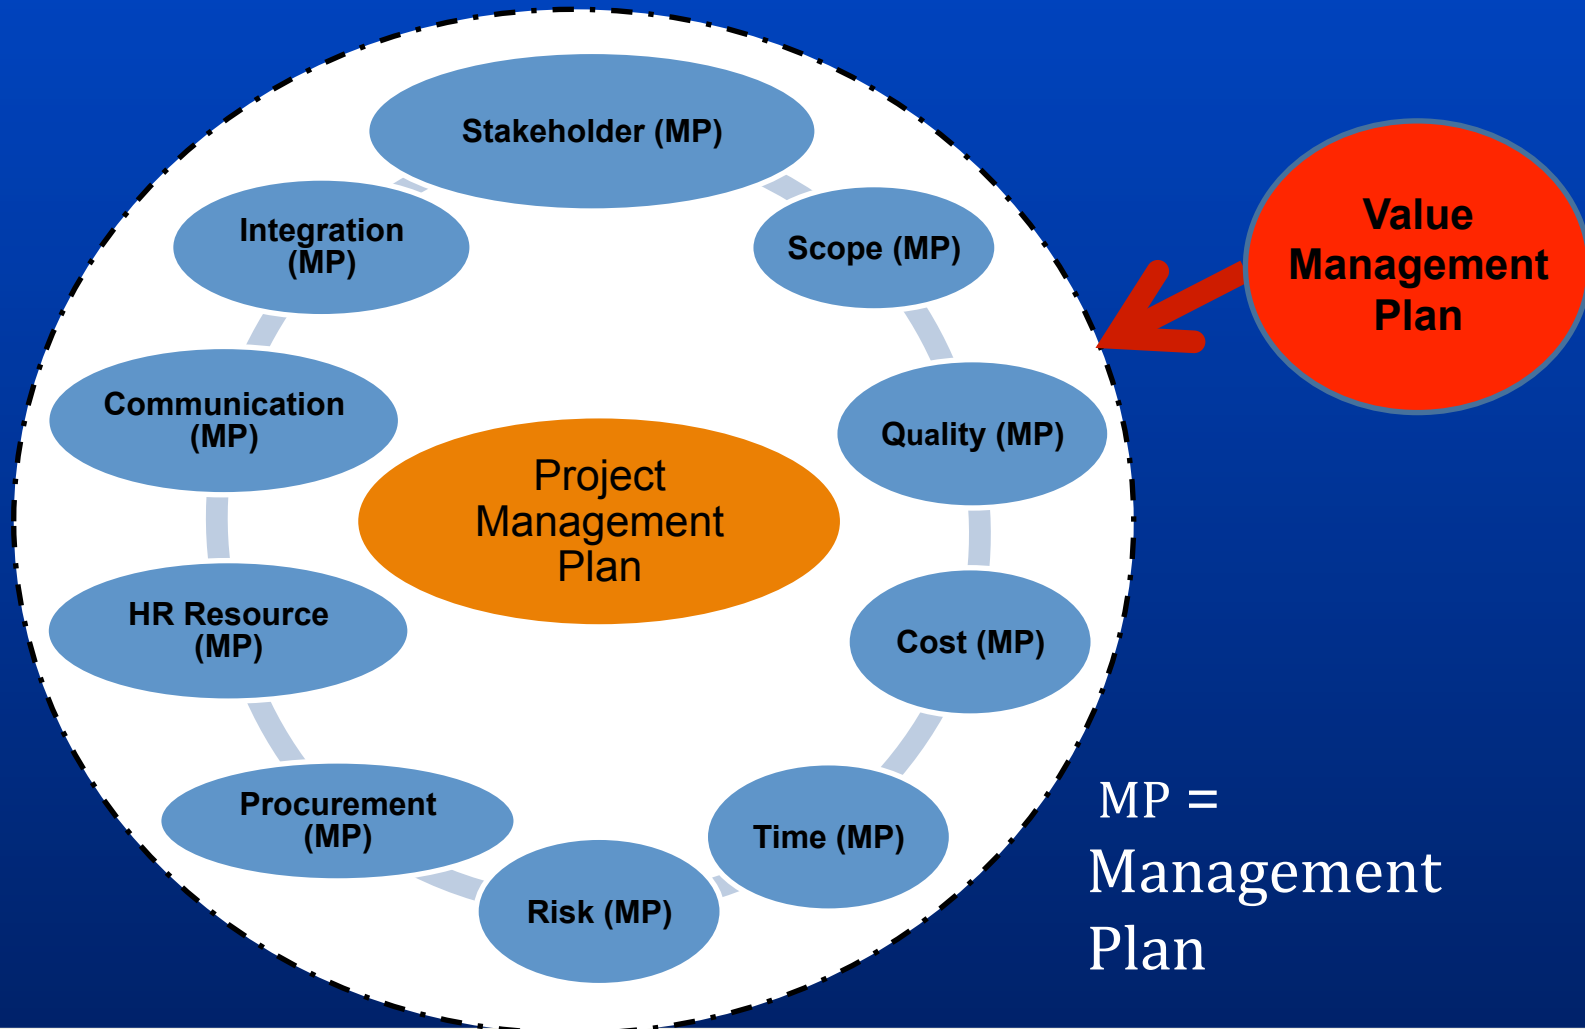 Stakeholder (MP)
Integration
(MP)
Scope (MP)
Value
Management
Plan
Communication
(MP)
Quality (MP)
Project
Management
Plan
HR Resource
(MP)
Cost (MP)
Procurement
(MP)
Time (MP)
Risk (MP)
MP =
Management
Plan